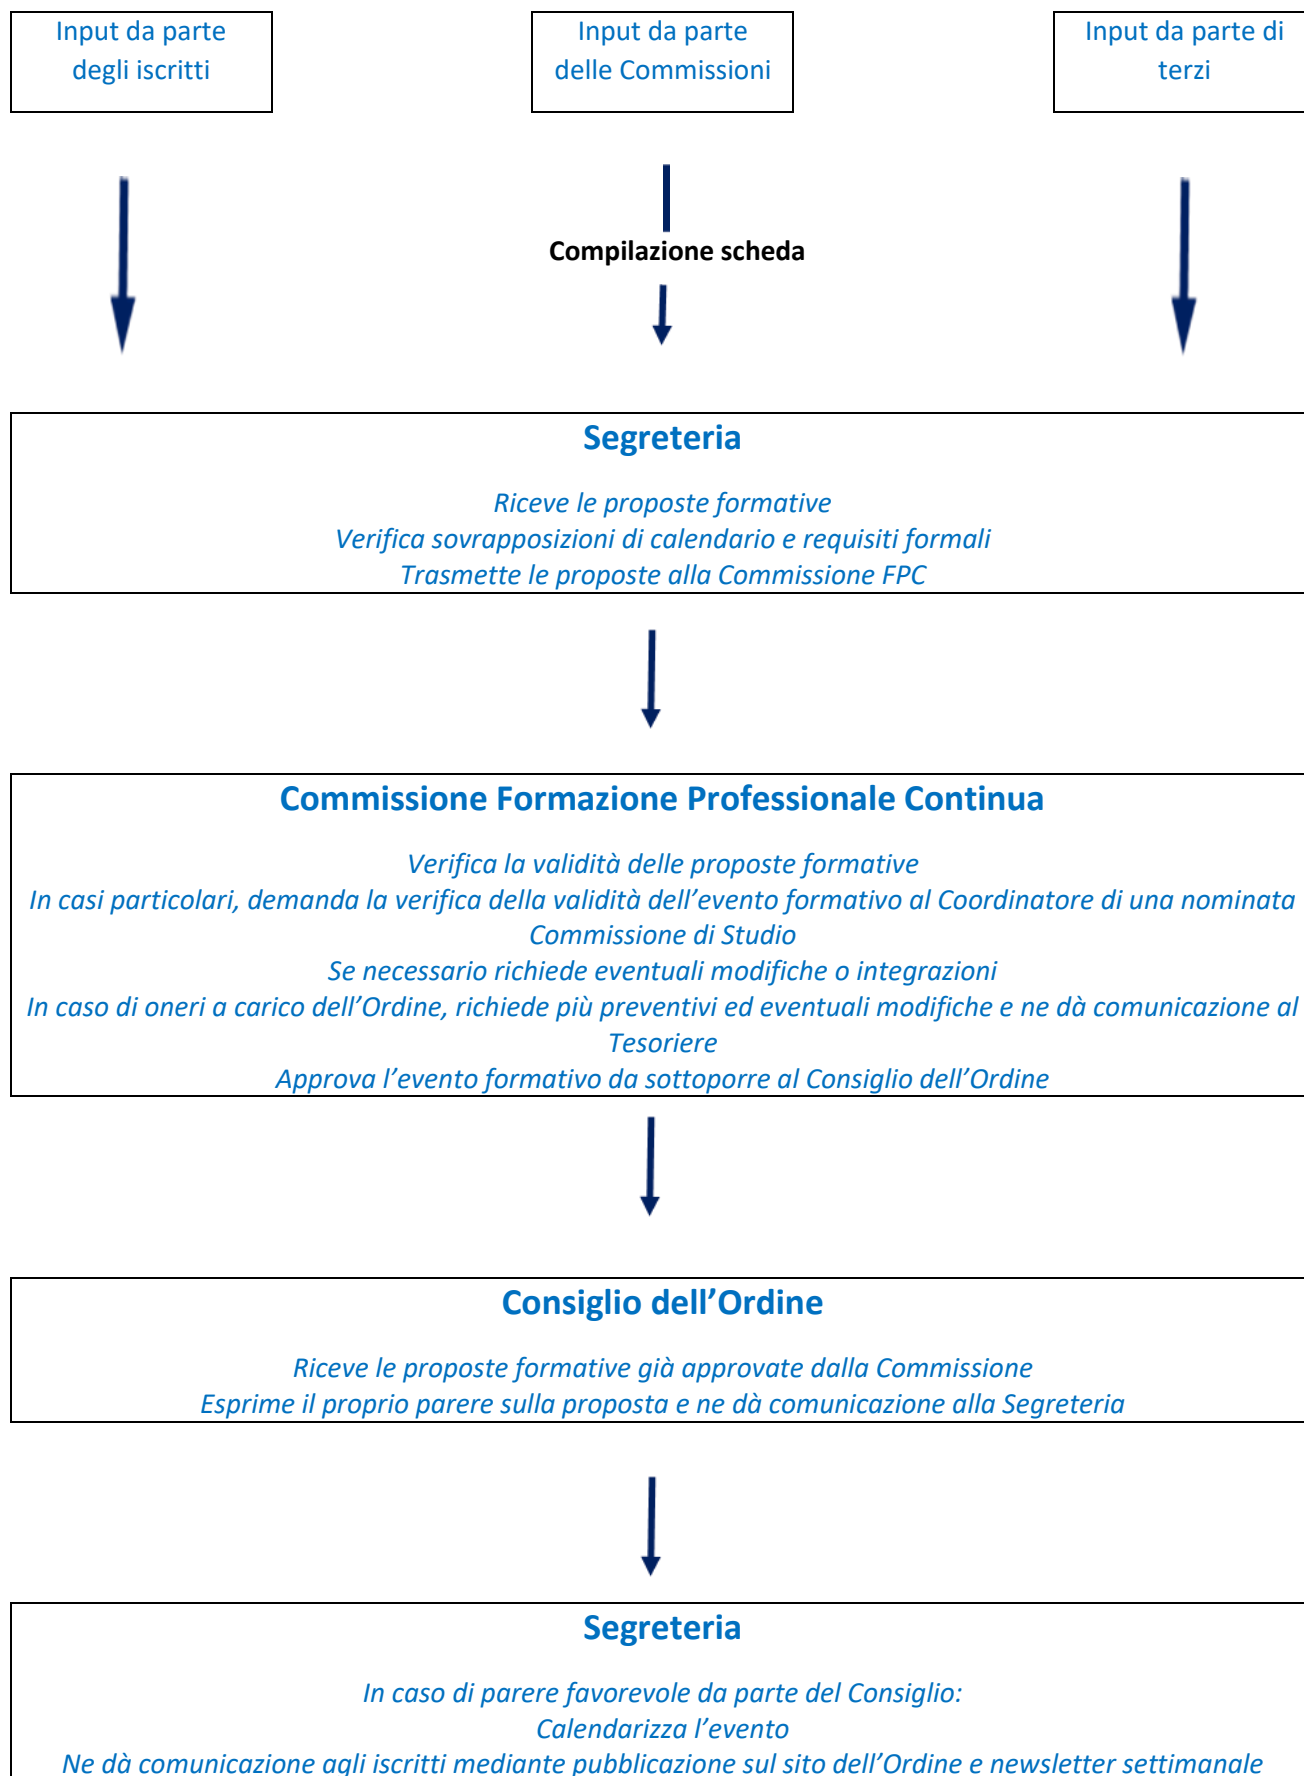 Input da parte
degli iscritti
Input da parte
delle Commissioni
Input da parte di
terzi
Compilazione scheda
Segreteria
Riceve le proposte formative
Verifica sovrapposizioni di calendario e requisiti formali
Trasmette le proposte alla Commissione FPC
Commissione Formazione Professionale Continua
Verifica la validità delle proposte formative
In casi particolari, demanda la verifica della validità dell’evento formativo al Coordinatore di una nominata
Commissione di Studio
Se necessario richiede eventuali modifiche o integrazioni
In caso di oneri a carico dell’Ordine, richiede più preventivi ed eventuali modifiche e ne dà comunicazione al
Tesoriere
Approva l’evento formativo da sottoporre al Consiglio dell’Ordine
Consiglio dell’Ordine
Riceve le proposte formative già approvate dalla Commissione
Esprime il proprio parere sulla proposta e ne dà comunicazione alla Segreteria
Segreteria
In caso di parere favorevole da parte del Consiglio:
Calendarizza l’evento
Ne dà comunicazione agli iscritti mediante pubblicazione sul sito dell’Ordine e newsletter settimanale